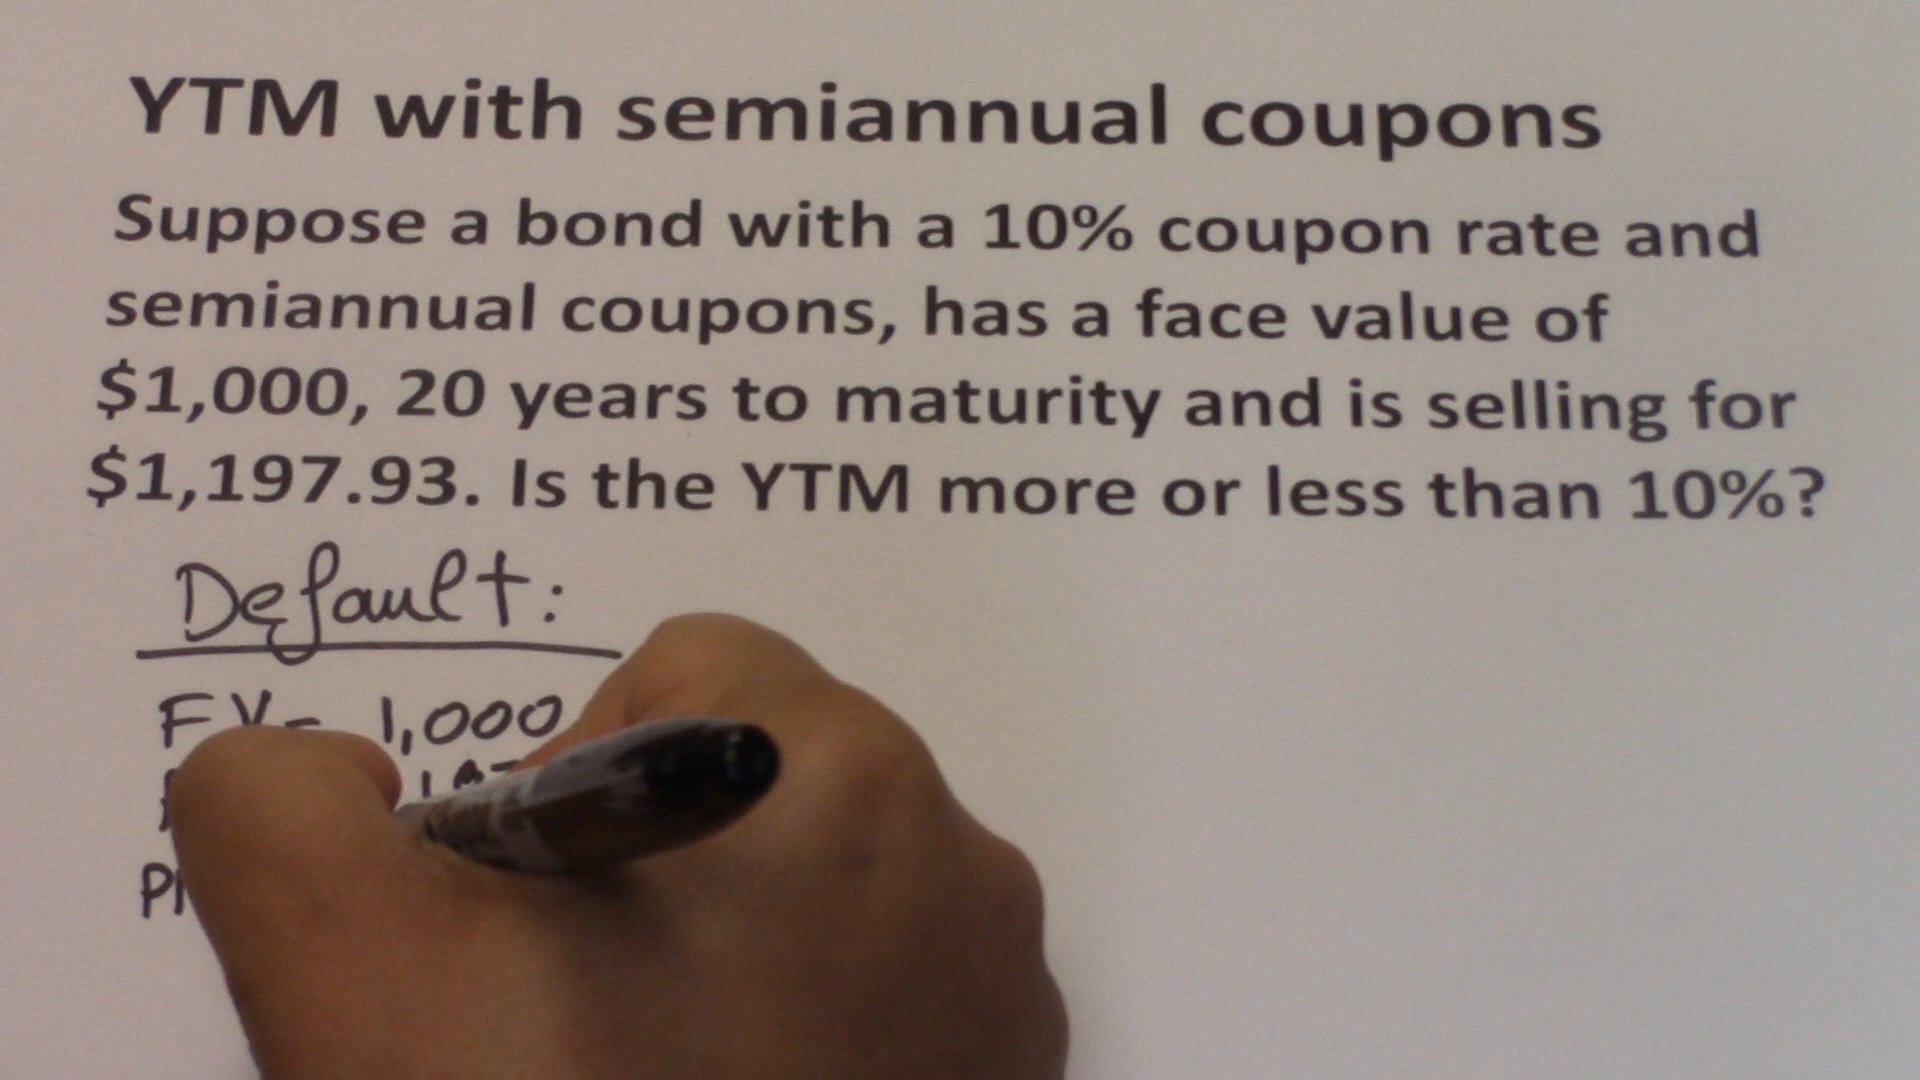 YTM with semiannual coupons
Suppose a bond with a 10% coupon rate and
semiannual coupons, has a face value of
$1,000, 20 years to maturity and is selling for
$1,197.93. Is the YTM more or less than 10%?
Default:
FV= 1,000